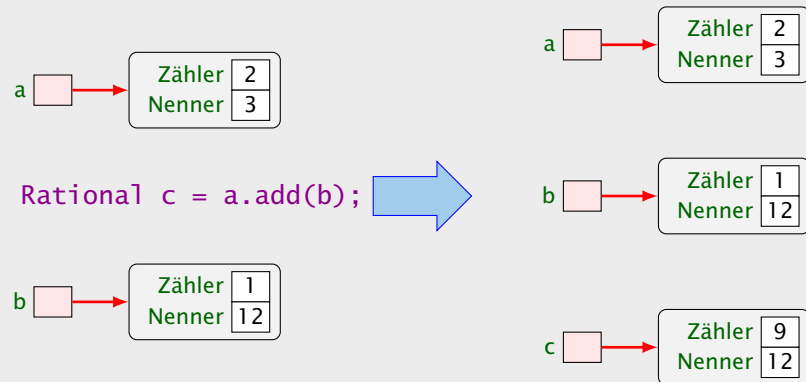 a
Zähler 2
Nenner 3
Rational c = a.add(b);
b
Zähler 1
Nenner 12
a
Zähler 2
Nenner 3
b
Zähler 1
Nenner 12
c
Zähler 9
Nenner 12